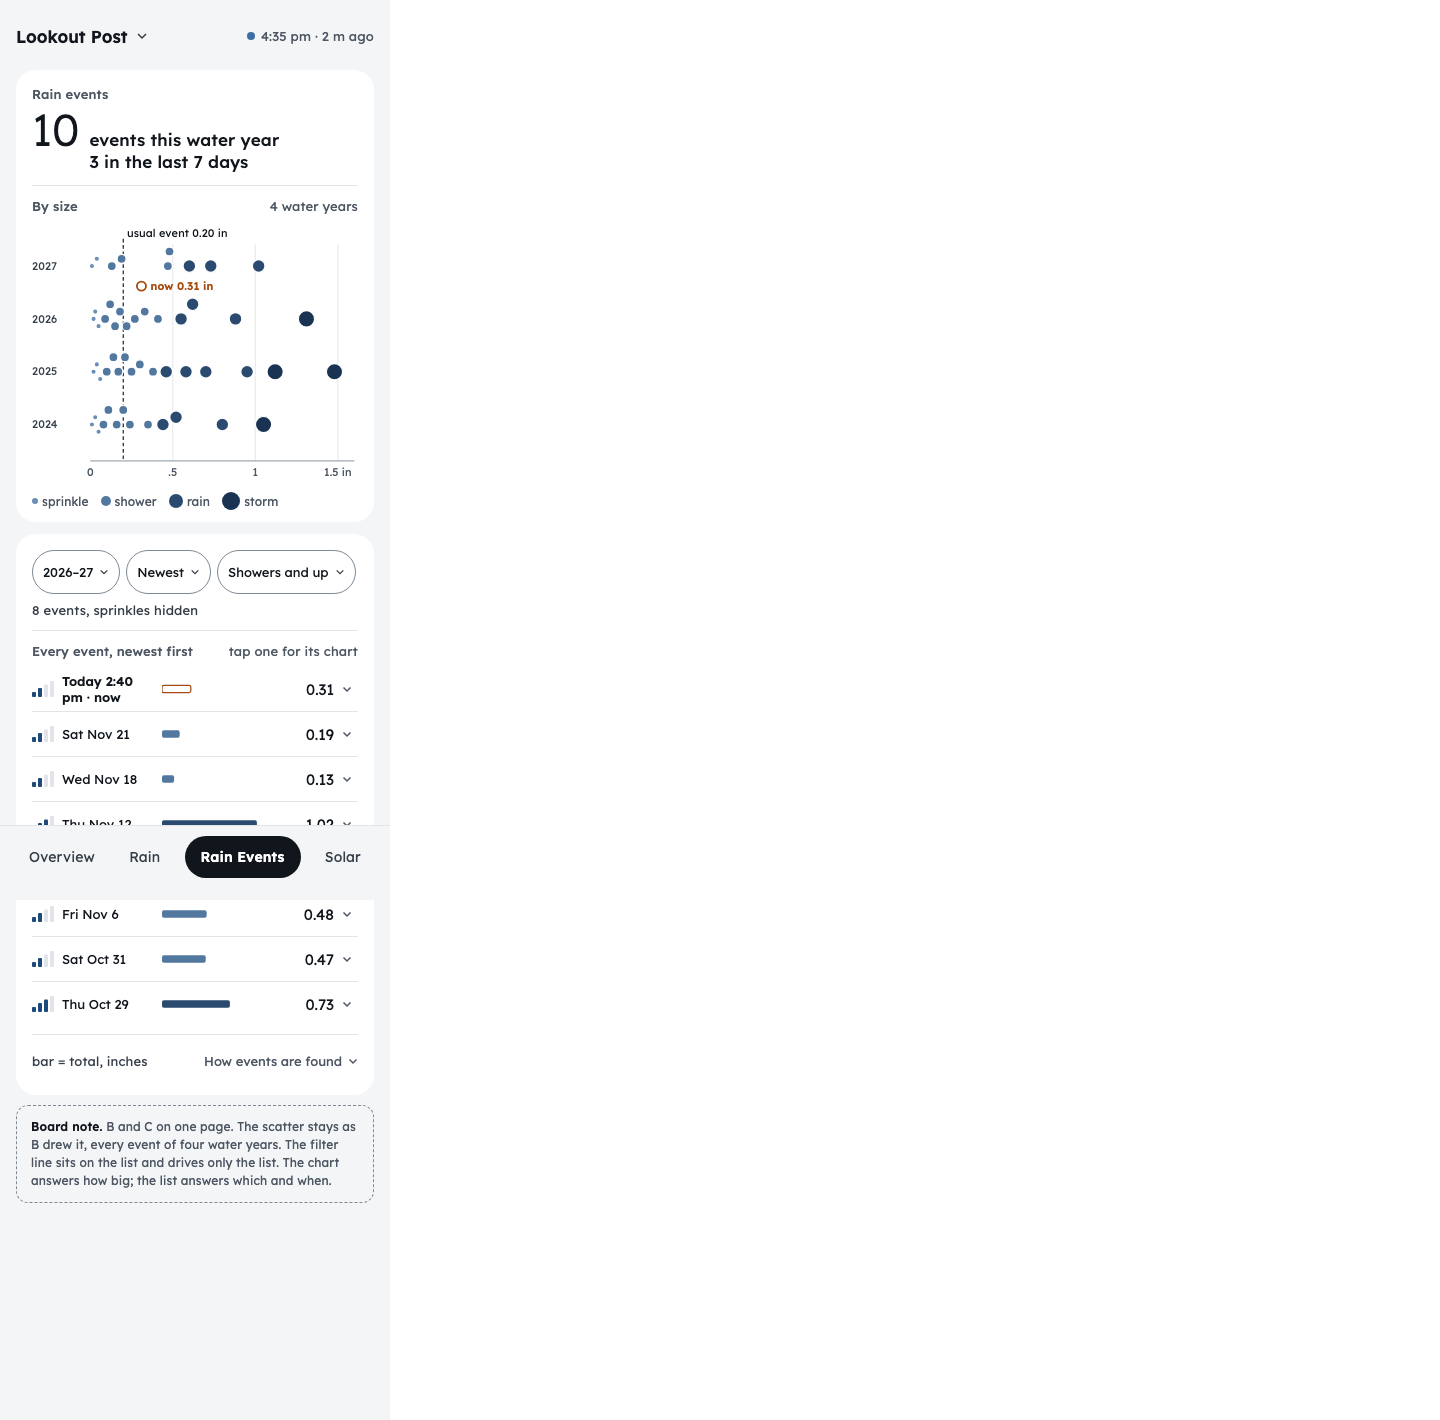 Lookout Post
4:35 pm · 2 m ago
Rain events
10 events this water year
3 in the last 7 days
By size
4 water years
usual event 0.20 in
2027
now 0.31 in
2026
2025
2024
0 .5 1 1.5 in
sprinkle shower rain storm
2026–27 Newest Showers and up
8 events, sprinkles hidden
Every event, newest first
tap one for its chart
Today 2:40
pm · now
0.31
Sat Nov 21 0.19
Wed Nov 18 0.13
Thu Nov 12 1.02
Overview Rain Rain Events Solar
Fri Nov 6 0.48
Sat Oct 31 0.47
Thu Oct 29 0.73
bar = total, inches
How events are found
Board note. B and C on one page. The scatter stays as
B drew it, every event of four water years. The filter
line sits on the list and drives only the list. The chart
answers how big; the list answers which and when.